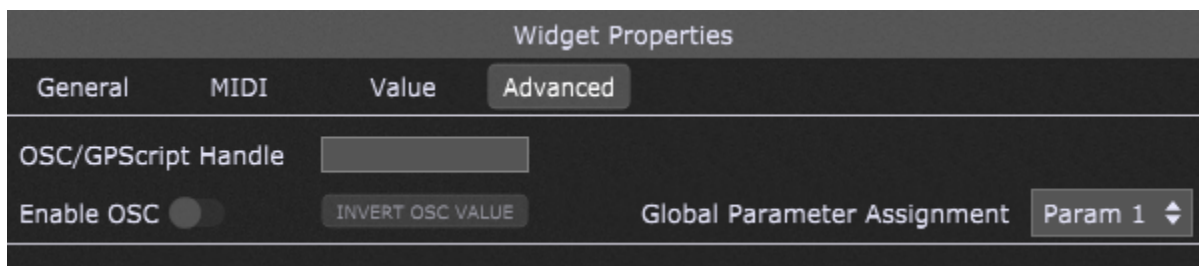 Widget Properties
General MIDI Value Advanced
OSC/GPScript Handle
Enable OSC INVERT OSC VALUE Global Parameter Assignment Param 1